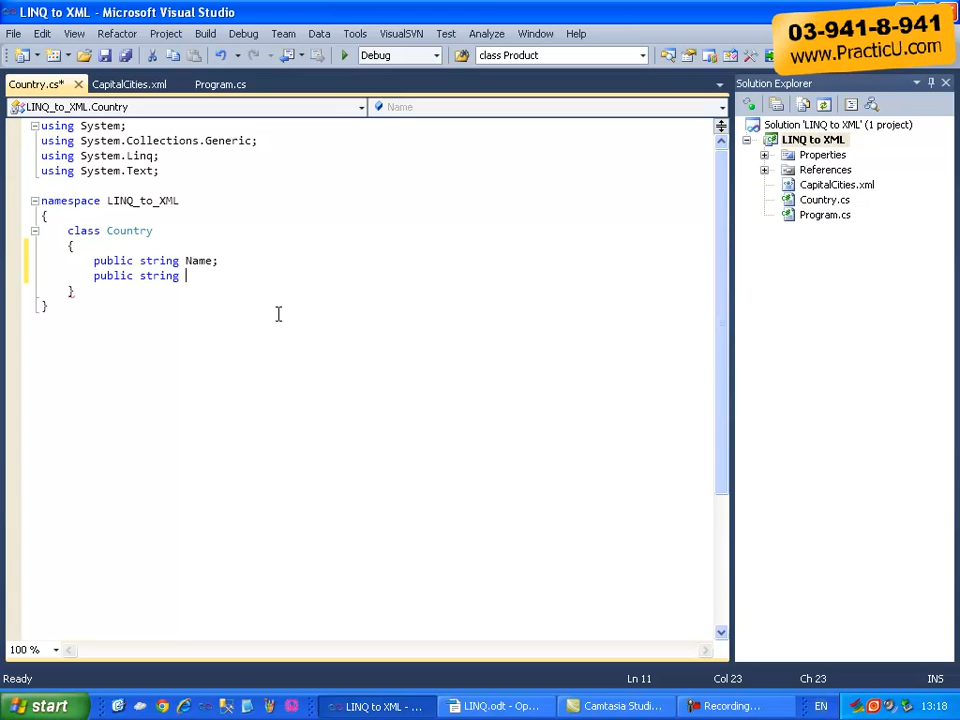 LINQ to XML - Microsoft Visual Studio
03-941-8-941
www.PracticU.com
File Edit View Refactor Project Build Debug Team Data Tools VisualSVN Test Analyze Window Help
Debug class Product
Country.cs* CapitalCities.xml Program.cs
Solution Explorer
LINQ_to_XML.Country Name
using System;
using System.Collections.Generic;
using System.Linq;
using System.Text;
namespace LINQ_to_XML
{
class Country
{
public string Name;
public string
}
}
Solution 'LINQ to XML' (1 project)
LINQ to XML
Properties
References
CapitalCities.xml
Country.cs
Program.cs
100 %
Ready Ln 11 Col 23 Ch 23 INS
start LINQ to XML - ... LINQ.odt - Op... Camtasia Studi... Recording... EN 13:18